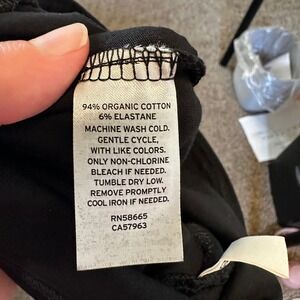 94% ORGANIC COTTON
6% ELASTANE
MACHINE WASH COLD.
GENTLE CYCLE,
WITH LIKE COLORS.
ONLY NON-CHLORINE
BLEACH IF NEEDED.
TUMBLE DRY LOW.
REMOVE PROMPTLY
COOL IRON IF NEEDED.
RN58665
CA57963